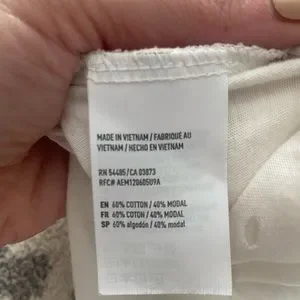 MADE IN VIETNAM / FABRIQUÉ AU
VIETNAM / HECHO EN VIETNAM
RN 54485/CA 03873
RFC# AEM120605U9A
EN 60% COTTON / 40% MODAL
FR 60% COTON / 40% MODAL
SP 60% algodón / 40% modal